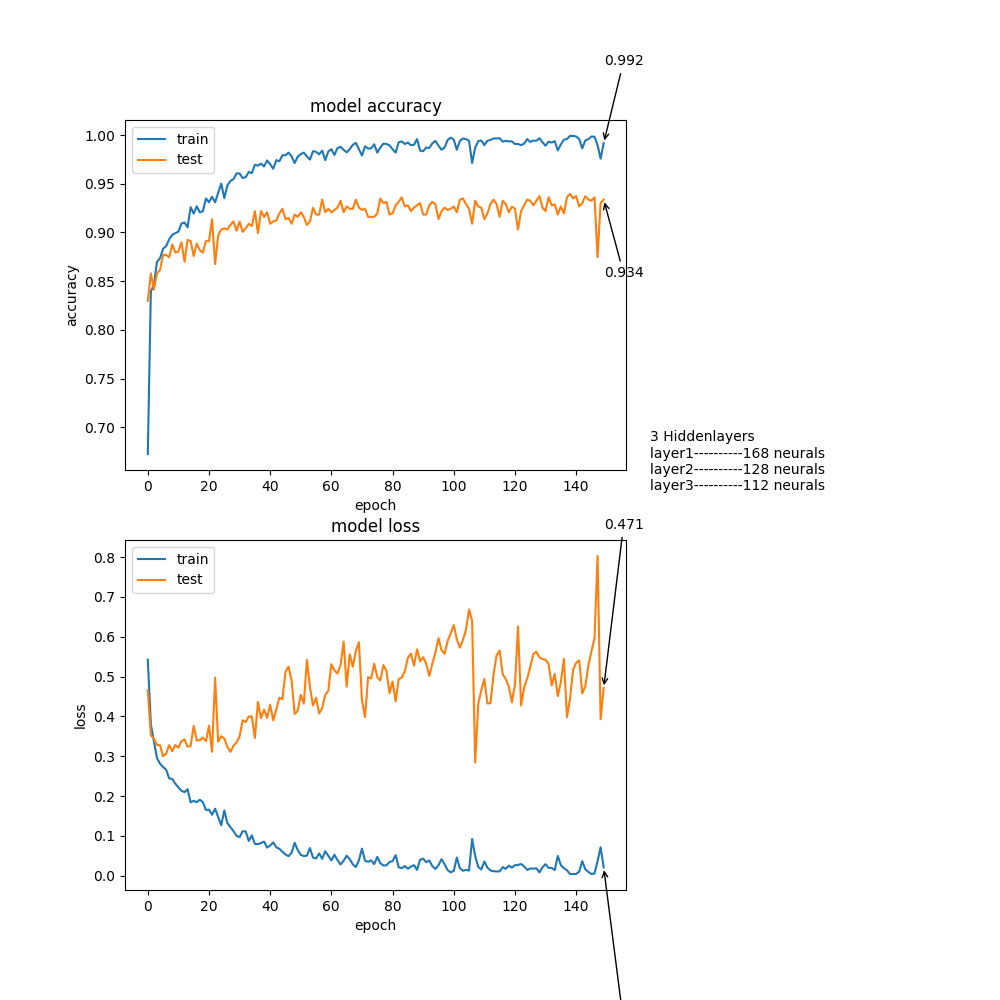 0.992
model accuracy
train
test
1.00
0.95
0.90
0.85
0.80
0.75
0.70
accuracy
0.934
0 20 40 60 80 100 120 140
epoch
3 Hiddenlayers
layer1----------168 neurals
layer2----------128 neurals
layer3----------112 neurals
model loss
0.471
train
test
0.8
0.7
0.6
0.5
0.4
0.3
0.2
0.1
0.0
loss
0 20 40 60 80 100 120 140
epoch